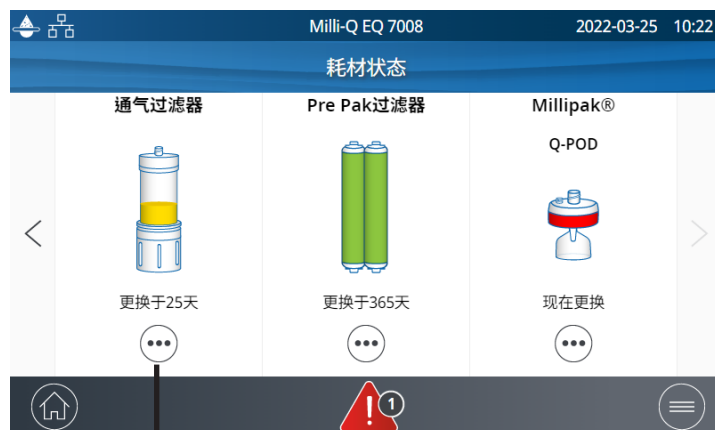 Milli-Q EQ 7008
2022-03-25 10:22
耗材状态
通气过滤器
Pre Pak过滤器
Millipak®
Q-POD
更换于25天
更换于365天
现在更换
1